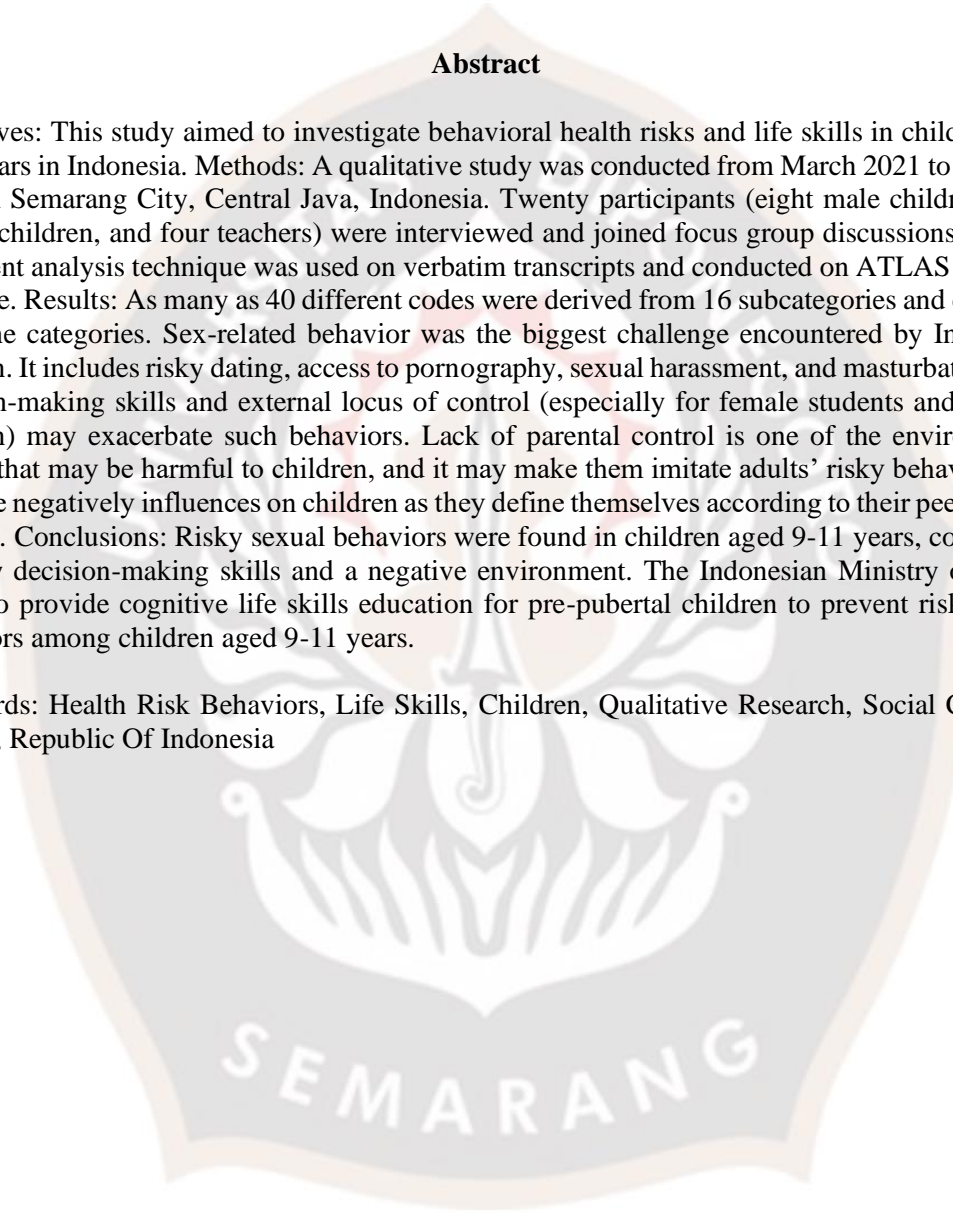 Abstract
ves: This study aimed to investigate behavioral health risks and life skills in child
ars in Indonesia. Methods: A qualitative study was conducted from March 2021 to
Semarang City, Central Java, Indonesia. Twenty participants (eight male childr
children, and four teachers) were interviewed and joined focus group discussions
ent analysis technique was used on verbatim transcripts and conducted on ATLAS
e. Results: As many as 40 different codes were derived from 16 subcategories and
ne categories. Sex-related behavior was the biggest challenge encountered by In
n. It includes risky dating, access to pornography, sexual harassment, and masturbat
n-making skills and external locus of control (especially for female students and
n) may exacerbate such behaviors. Lack of parental control is one of the enviro
that may be harmful to children, and it may make them imitate adults’ risky behav
e negatively influences on children as they define themselves according to their pee
. Conclusions: Risky sexual behaviors were found in children aged 9-11 years, co
y decision-making skills and a negative environment. The Indonesian Ministry o
o provide cognitive life skills education for pre-pubertal children to prevent risk
ors among children aged 9-11 years.
rds: Health Risk Behaviors, Life Skills, Children, Qualitative Research, Social C
, Republic Of Indonesia
UNIVERSITAS DIPONEGORO
SEMARANG